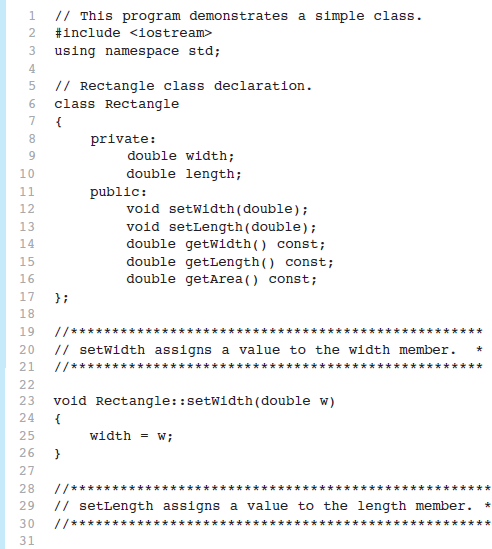 1 // This program demonstrates a simple class.
2 #include <iostream>
3 using namespace std;
4
5 // Rectangle class declaration.
6 class Rectangle
7 {
8     private:
9         double width;
10         double length;
11     public:
12         void setWidth(double);
13         void setLength(double);
14         double getWidth() const;
15         double getLength() const;
16         double getArea() const;
17 };
18
19 //*************************************************
20 // setWidth assigns a value to the width member.  *
21 //*************************************************
22
23 void Rectangle::setWidth(double w)
24 {
25     width = w;
26 }
27
28 //**************************************************
29 // setLength assigns a value to the length member. *
30 //**************************************************
31